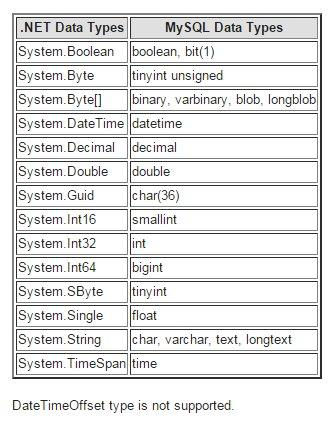 .NET Data Types MySQL Data Types
System.Boolean boolean, bit(1)
System.Byte tinyint unsigned
System.Byte[] binary, varbinary, blob, longblob
System.DateTime datetime
System.Decimal decimal
System.Double double
System.Guid char(36)
System.Int16 smallint
System.Int32 int
System.Int64 bigint
System.SByte tinyint
System.Single float
System.String char, varchar, text, longtext
System.TimeSpan time
DateTimeOffset type is not supported.